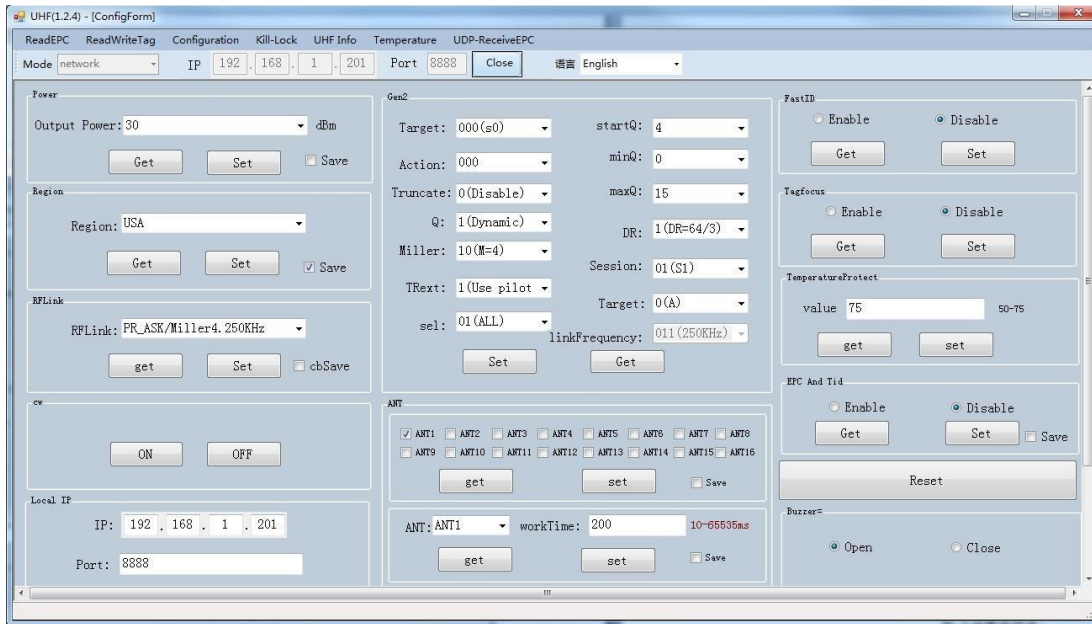 UHF(1.2.4) - [ConfigForm]
ReadEPC ReadWriteTag Configuration Kill-Lock UHF Info Temperature UDP-ReceiveEPC
Mode network IP 192 . 168 . 1 . 201 Port 8888 Close 语言 English
Power
Output Power: 30 dBm
Get Set Save
Region
Region: USA
Get Set Save
RFLink
RFLink: PR_ASK/Miller4.250KHz
get Set cbSave
cw
ON OFF
Local IP
IP: 192 . 168 . 1 . 201
Port: 8888
Gen2
Target: 000(s0) startQ: 4
Action: 000 minQ: 0
Truncate: 0(Disable) maxQ: 15
Q: 1(Dynamic) DR: 1(DR=64/3)
Miller: 10(M=4) Session: 01(S1)
TRext: 1(Use pilot Target: 0(A)
sel: 01(ALL) linkFrequency: 011(250KHz)
Set Get
ANT
ANT1 ANT2 ANT3 ANT4 ANT5 ANT6 ANT7 ANT8
ANT9 ANT10 ANT11 ANT12 ANT13 ANT14 ANT15 ANT16
get set Save
ANT: ANT1 workTime: 200 10-65535ms
get set Save
FastID
Enable Disable
Get Set
Tagfocus
Enable Disable
Get Set
TemperatureProtect
value 75 50-75
get set
EPC And Tid
Enable Disable
Get Set Save
Reset
Buzzer=
Open Close